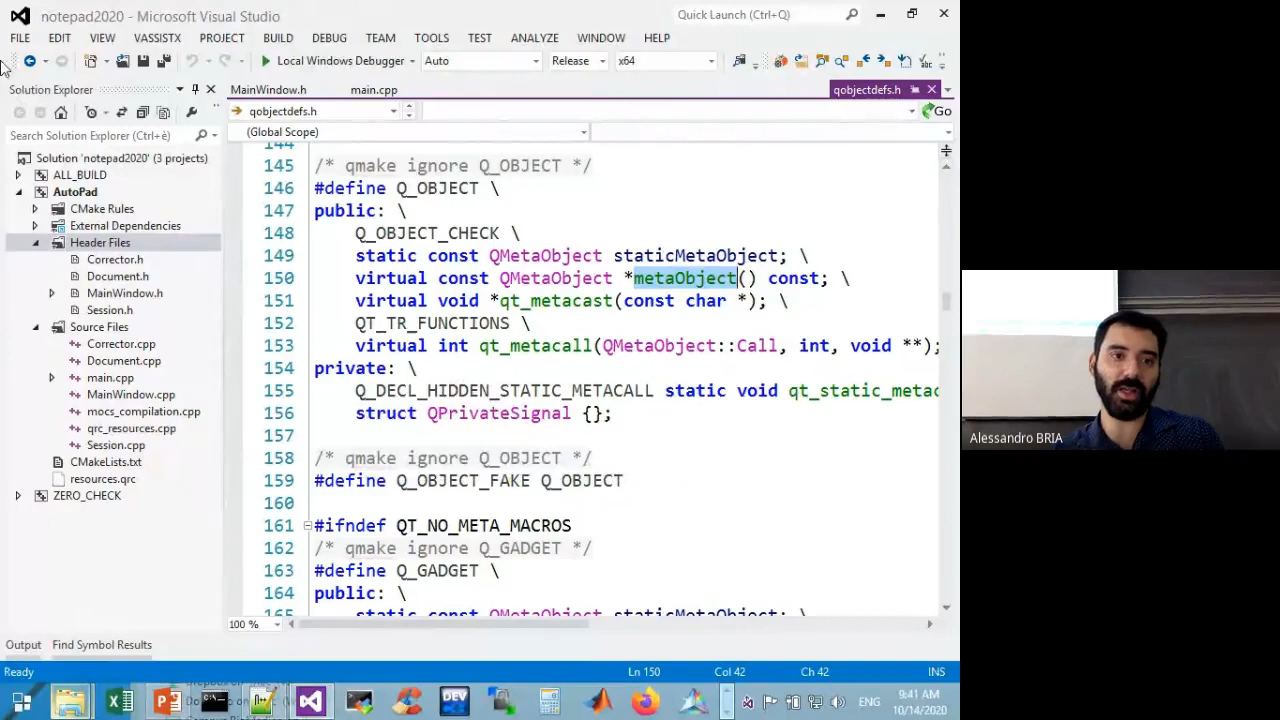 notepad2020 - Microsoft Visual Studio
Quick Launch (Ctrl+Q)
FILE EDIT VIEW VASSISTX PROJECT BUILD DEBUG TEAM TOOLS TEST ANALYZE WINDOW HELP
Local Windows Debugger Auto Release x64
Solution Explorer
MainWindow.h main.cpp qobjectdefs.h
qobjectdefs.h
Go
Search Solution Explorer (Ctrl+è)
(Global Scope)
Solution 'notepad2020' (3 projects)
ALL_BUILD
AutoPad
CMake Rules
External Dependencies
Header Files
Corrector.h
Document.h
MainWindow.h
Session.h
Source Files
Corrector.cpp
Document.cpp
main.cpp
MainWindow.cpp
mocs_compilation.cpp
qrc_resources.cpp
Session.cpp
CMakeLists.txt
resources.qrc
ZERO_CHECK
144
145 /* qmake ignore Q_OBJECT */
146 #define Q_OBJECT \
147 public: \
148 Q_OBJECT_CHECK \
149 static const QMetaObject staticMetaObject; \
150 virtual const QMetaObject *metaObject() const; \
151 virtual void *qt_metacast(const char *); \
152 QT_TR_FUNCTIONS \
153 virtual int qt_metacall(QMetaObject::Call, int, void **);
154 private: \
155 Q_DECL_HIDDEN_STATIC_METACALL static void qt_static_metac
156 struct QPrivateSignal {};
157
158 /* qmake ignore Q_OBJECT */
159 #define Q_OBJECT_FAKE Q_OBJECT
160
161 #ifndef QT_NO_META_MACROS
162 /* qmake ignore Q_GADGET */
163 #define Q_GADGET \
164 public: \
165 static const QMetaObject staticMetaObject; \
100 %
Output Find Symbol Results
Ready Ln 150 Col 42 Ch 42 INS
DEV
ENG
9:41 AM
10/14/2020
Alessandro BRIA